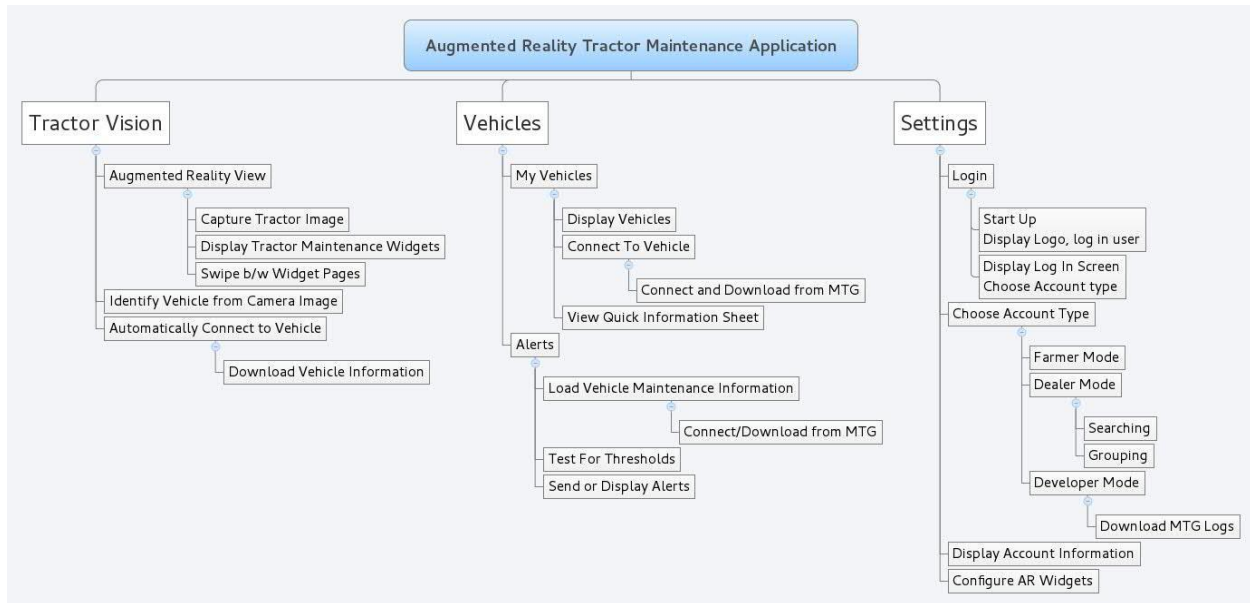 Augmented Reality Tractor Maintenance Application
Tractor Vision
Augmented Reality View
Capture Tractor Image
Display Tractor Maintenance Widgets
Swipe b/w Widget Pages
Identify Vehicle from Camera Image
Automatically Connect to Vehicle
Download Vehicle Information
Vehicles
My Vehicles
Display Vehicles
Connect To Vehicle
Connect and Download from MTG
View Quick Information Sheet
Alerts
Load Vehicle Maintenance Information
Connect/Download from MTG
Test For Thresholds
Send or Display Alerts
Settings
Login
Start Up
Display Logo, log in user
Display Log In Screen
Choose Account type
Choose Account Type
Farmer Mode
Dealer Mode
Searching
Grouping
Developer Mode
Download MTG Logs
Display Account Information
Configure AR Widgets